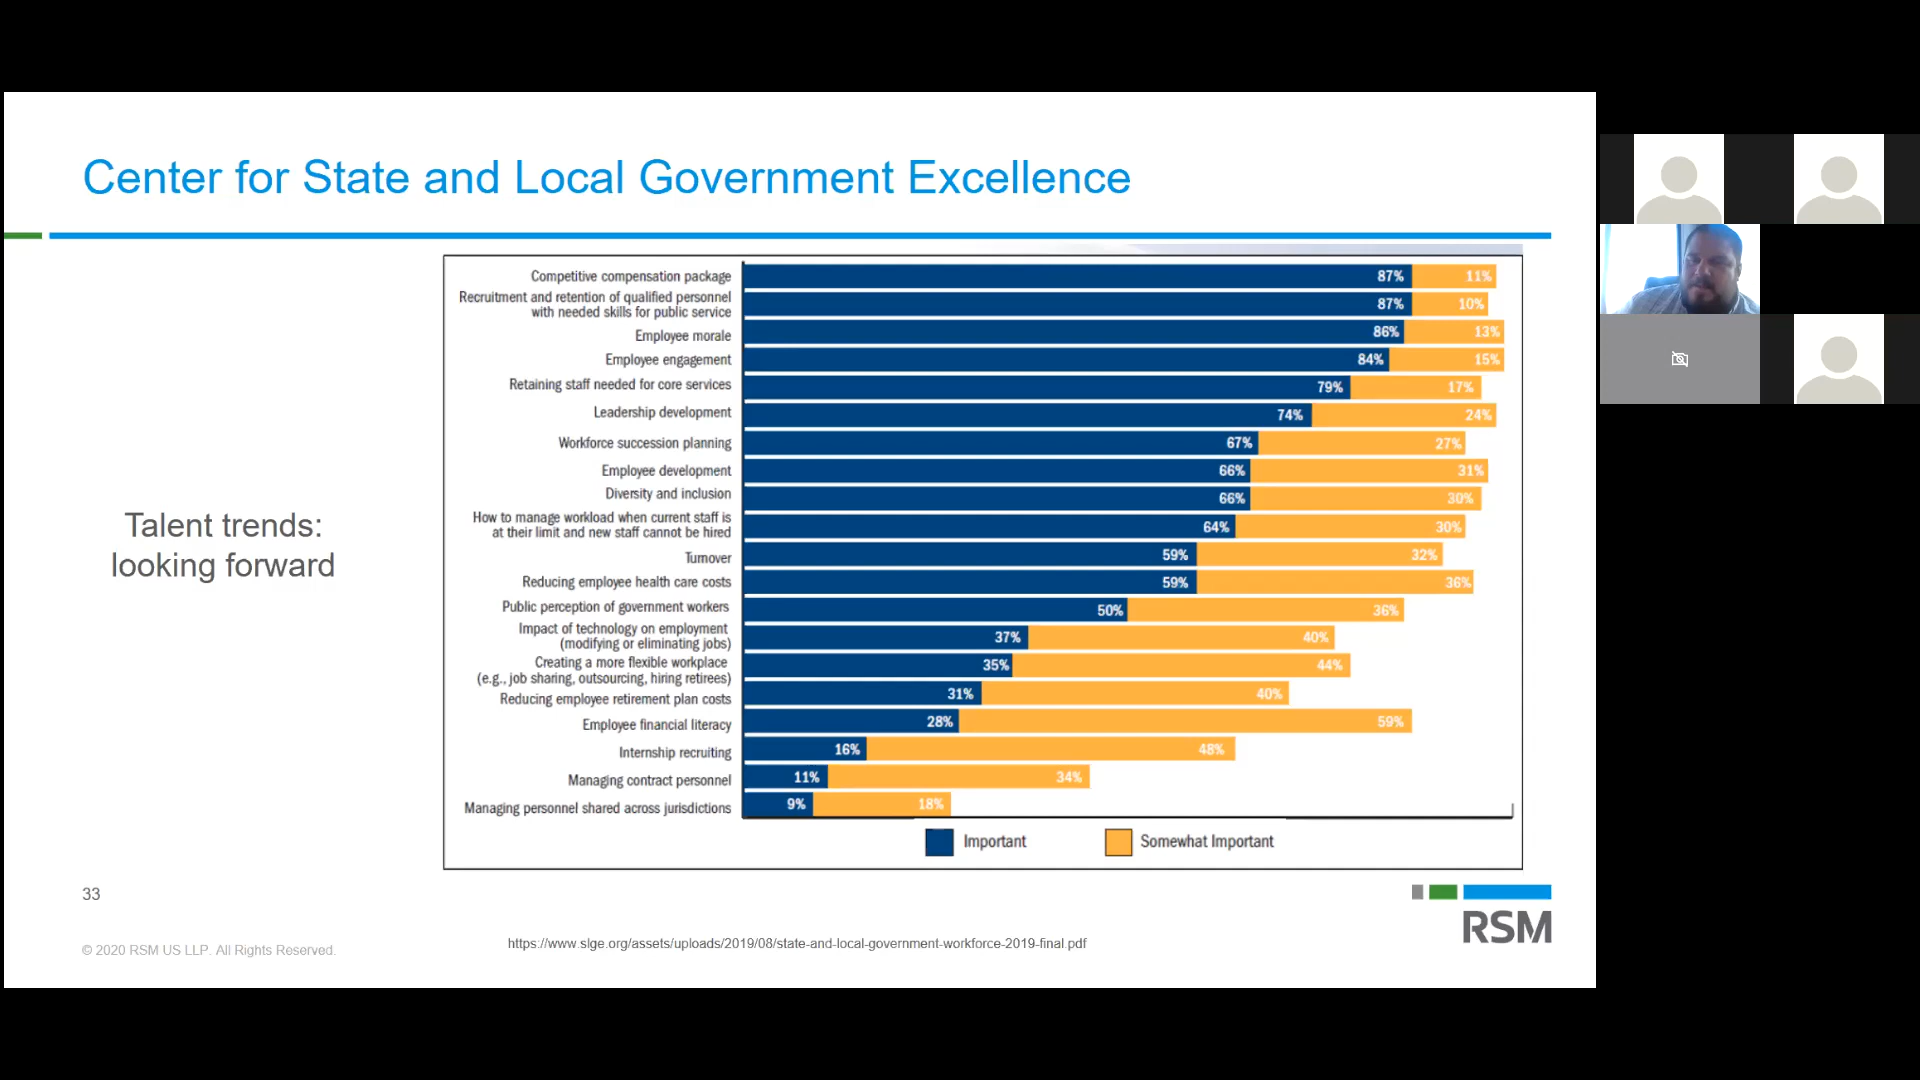 Center for State and Local Government Excellence
Talent trends:
looking forward
Competitive compensation package 87% 11%
Recruitment and retention of qualified personnel
with needed skills for public service 87% 10%
Employee morale 86% 13%
Employee engagement 84% 15%
Retaining staff needed for core services 79% 17%
Leadership development 74% 24%
Workforce succession planning 67% 27%
Employee development 66% 31%
Diversity and inclusion 66% 30%
How to manage workload when current staff is
at their limit and new staff cannot be hired 64% 30%
Turnover 59% 32%
Reducing employee health care costs 59% 36%
Public perception of government workers 50% 36%
Impact of technology on employment
(modifying or eliminating jobs) 37% 40%
Creating a more flexible workplace
(e.g., job sharing, outsourcing, hiring retirees) 35% 44%
Reducing employee retirement plan costs 31% 40%
Employee financial literacy 28% 59%
Internship recruiting 16% 48%
Managing contract personnel 11% 34%
Managing personnel shared across jurisdictions 9% 18%
Important Somewhat Important
33
RSM
© 2020 RSM US LLP. All Rights Reserved.
https://www.slge.org/assets/uploads/2019/08/state-and-local-government-workforce-2019-final.pdf